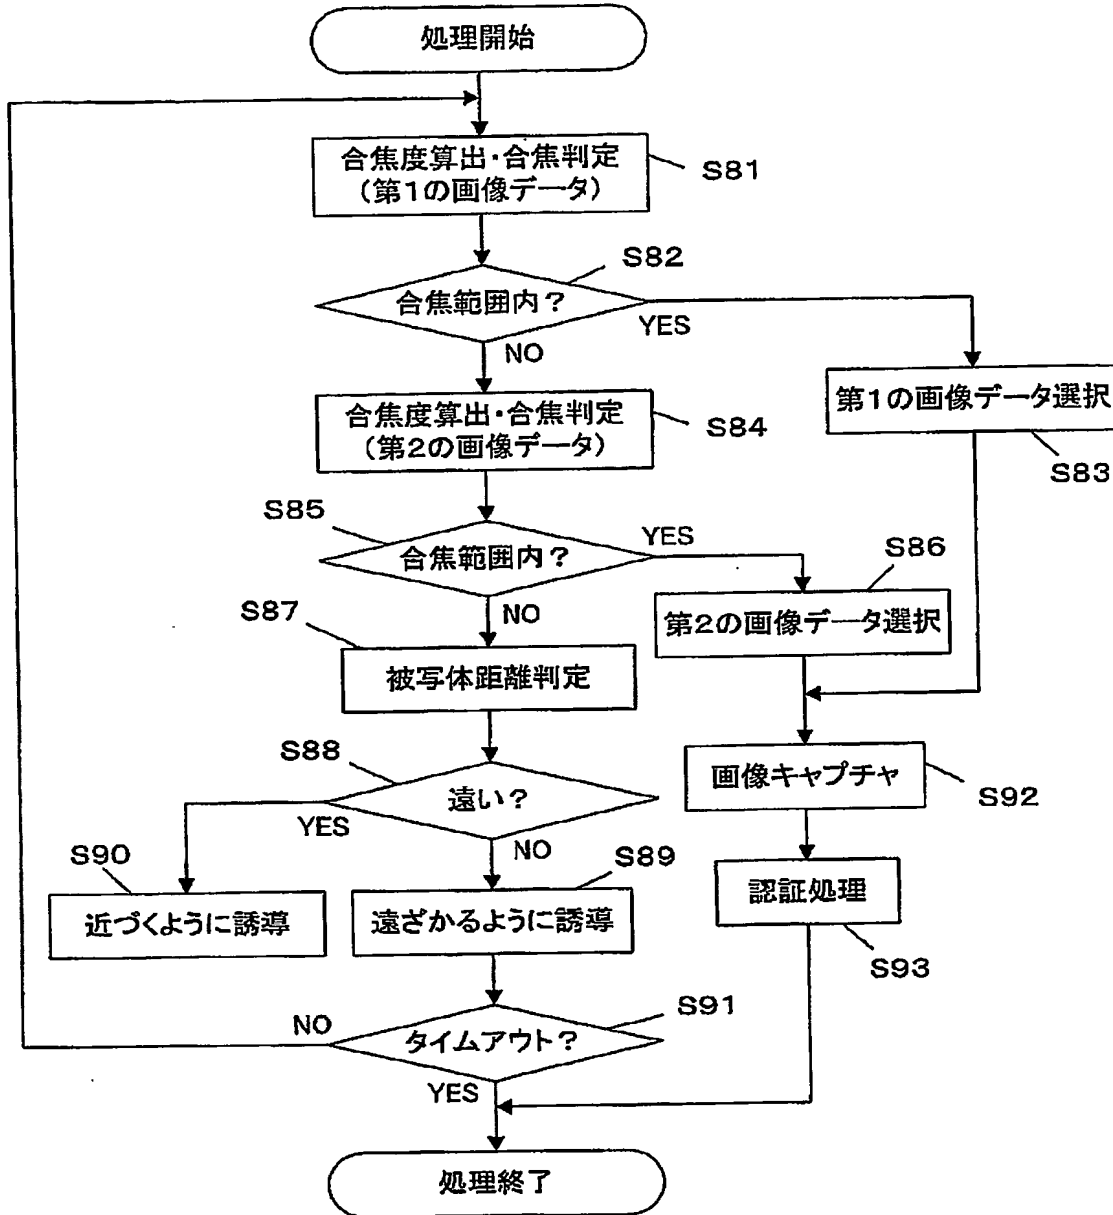 処理開始
合焦度算出・合焦判定
(第1の画像データ)
S81
S82
合焦範囲内？
YES
NO
第1の画像データ選択
S83
合焦度算出・合焦判定
(第2の画像データ)
S84
S85
合焦範囲内？
YES
NO
S86
第2の画像データ選択
S87
被写体距離判定
S88
遠い？
YES
NO
画像キャプチャ
S92
S90
近づくように誘導
S89
遠ざかるように誘導
認証処理
S93
S91
タイムアウト？
NO
YES
処理終了